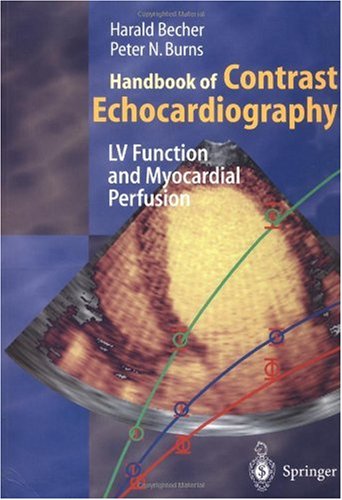 Harald Becher
Peter N. Burns
Handbook of Contrast
Echocardiography
LV Function
and Myocardial
Perfusion
Springer